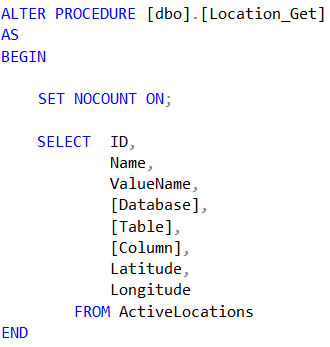 ALTER PROCEDURE [dbo].[Location_Get]
AS
BEGIN
SET NOCOUNT ON;
SELECT ID,
Name,
ValueName,
[Database],
[Table],
[Column],
Latitude,
Longitude
FROM ActiveLocations
END